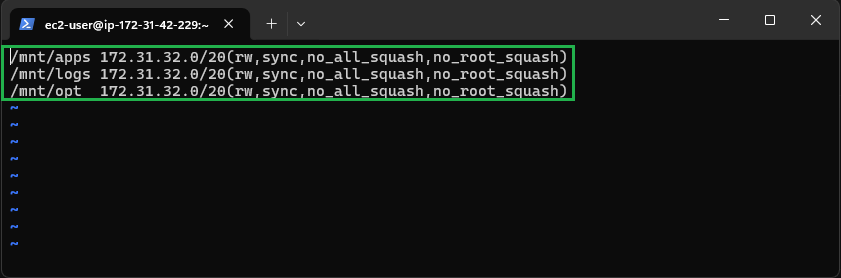 ec2-user@ip-172-31-42-229:~
/mnt/apps 172.31.32.0/20(rw,sync,no_all_squash,no_root_squash)
/mnt/logs 172.31.32.0/20(rw,sync,no_all_squash,no_root_squash)
/mnt/opt  172.31.32.0/20(rw,sync,no_all_squash,no_root_squash)
~
~
~
~
~
~
~
~
~